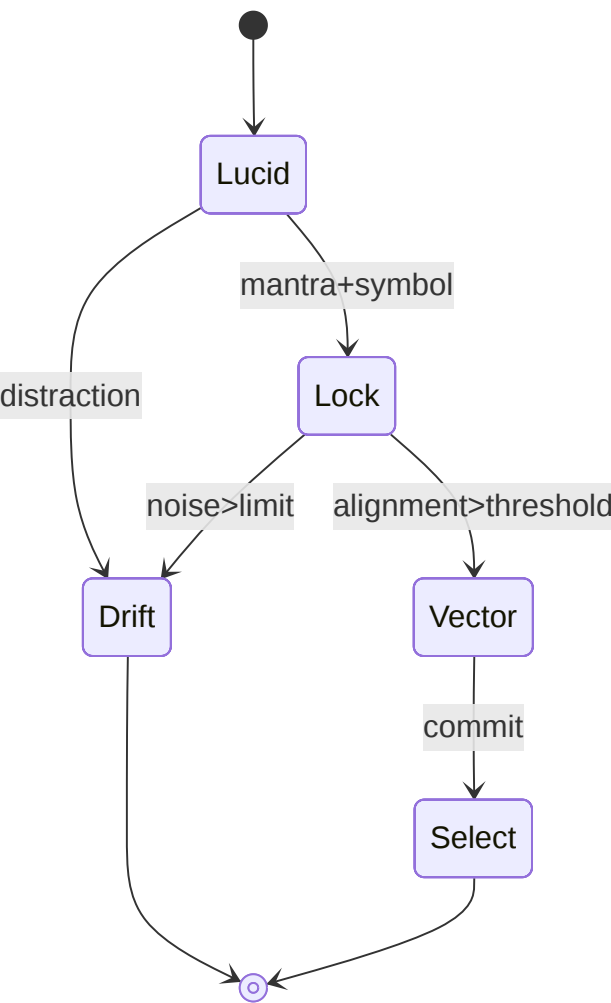 Lucid
mantra+symbol
distraction
Lock
noise>limit
alignment>threshold
Drift
Vector
commit
Select